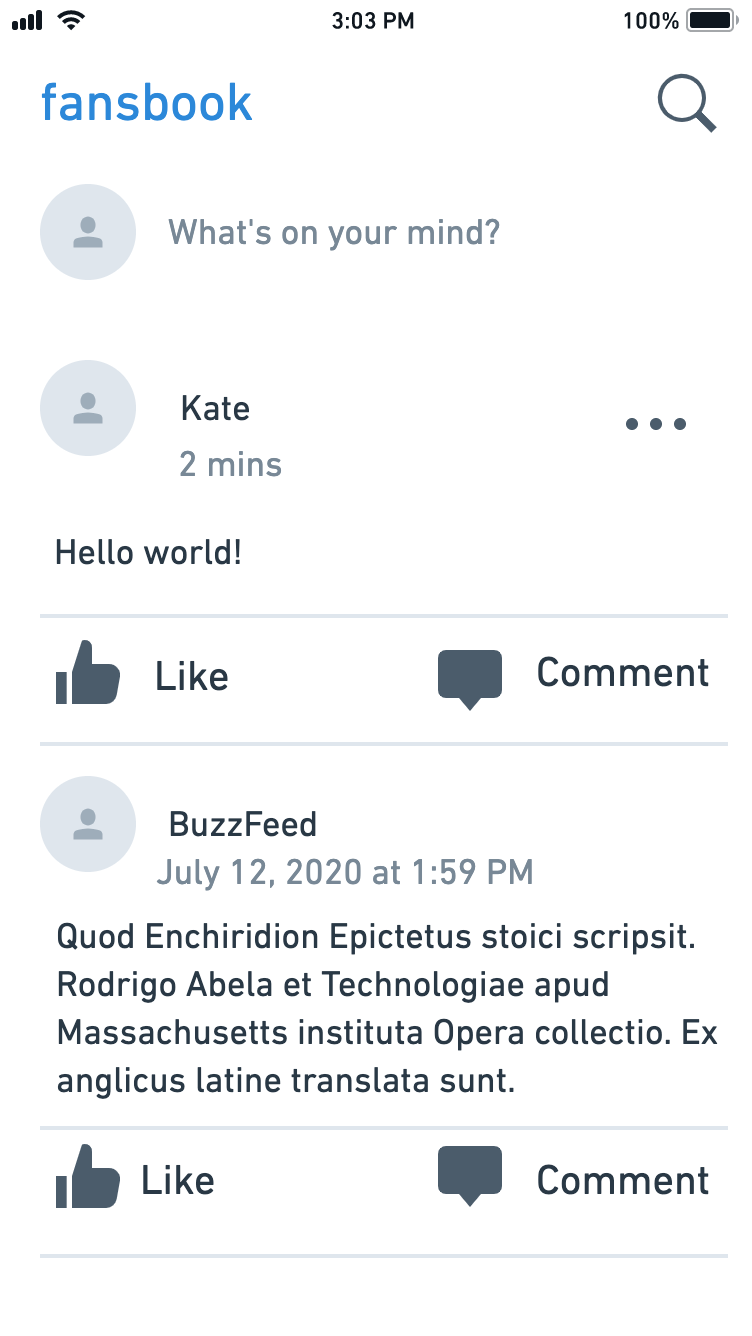 3:03 PM 100%
fansbook
What's on your mind?
Kate
2 mins
Hello world!
Like Comment
BuzzFeed
July 12, 2020 at 1:59 PM
Quod Enchiridion Epictetus stoici scripsit.
Rodrigo Abela et Technologiae apud
Massachusetts instituta Opera collectio. Ex
anglicus latine translata sunt.
Like Comment